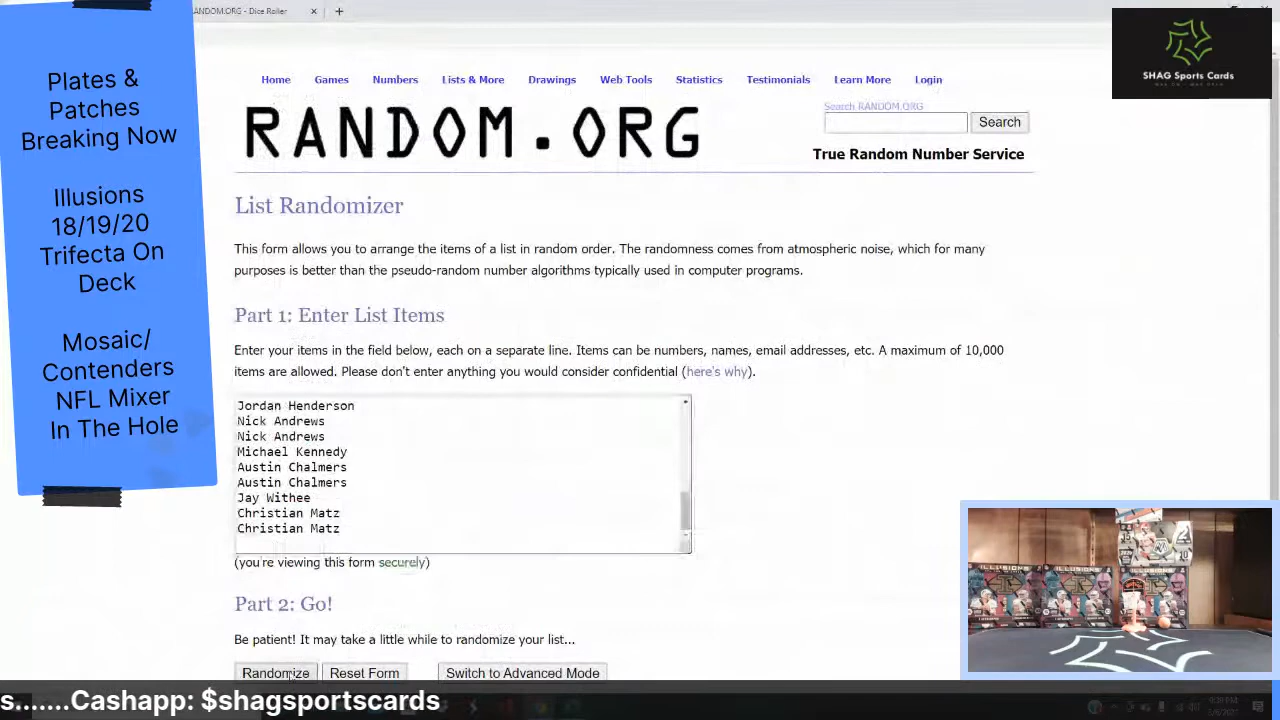 RANDOM.ORG - Dice Roller
Plates &
Patches
Breaking Now
Illusions
18/19/20
Trifecta On
Deck
Mosaic/
Contenders
NFL Mixer
In The Hole
Home Games Numbers Lists & More Drawings Web Tools Statistics Testimonials Learn More Login
RANDOM.ORG
Search RANDOM.ORG
Search
True Random Number Service
SHAG Sports Cards
List Randomizer
This form allows you to arrange the items of a list in random order. The randomness comes from atmospheric noise, which for many
purposes is better than the pseudo-random number algorithms typically used in computer programs.
Part 1: Enter List Items
Enter your items in the field below, each on a separate line. Items can be numbers, names, email addresses, etc. A maximum of 10,000
items are allowed. Please don't enter anything you would consider confidential (here's why).
Jordan Henderson
Nick Andrews
Nick Andrews
Michael Kennedy
Austin Chalmers
Austin Chalmers
Jay Withee
Christian Matz
Christian Matz
(you're viewing this form securely)
Part 2: Go!
Be patient! It may take a little while to randomize your list...
Randomize Reset Form Switch to Advanced Mode
ILLUSIONS
s.......Cashapp: $shagsportscards